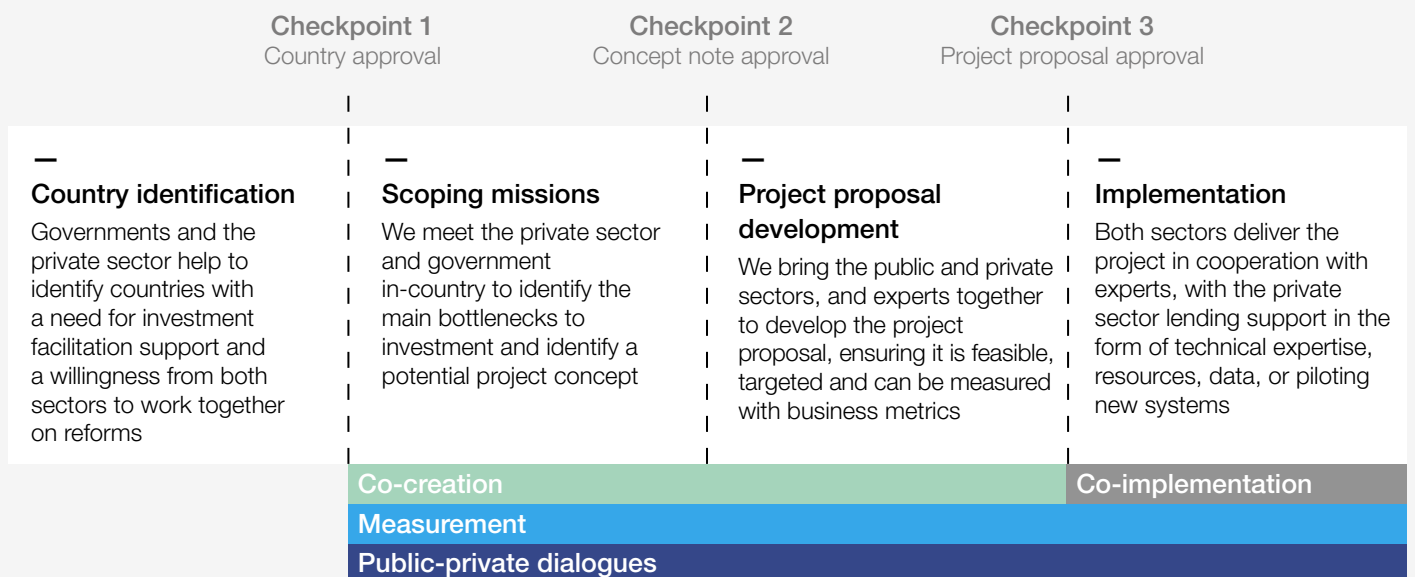 Checkpoint 1
Country approval
Checkpoint 2
Concept note approval
Checkpoint 3
Project proposal approval
Country identification
Governments and the
private sector help to
identify countries with
a need for investment
facilitation support and
a willingness from both
sectors to work together
on reforms
Scoping missions
We meet the private sector
and government
in-country to identify the
main bottlenecks to
investment and identify a
potential project concept
Project proposal
development
We bring the public and private
sectors, and experts together
to develop the project
proposal, ensuring it is feasible,
targeted and can be measured
with business metrics
Implementation
Both sectors deliver the
project in cooperation with
experts, with the private
sector lending support in the
form of technical expertise,
resources, data, or piloting
new systems
Co-creation
Co-implementation
Measurement
Public-private dialogues